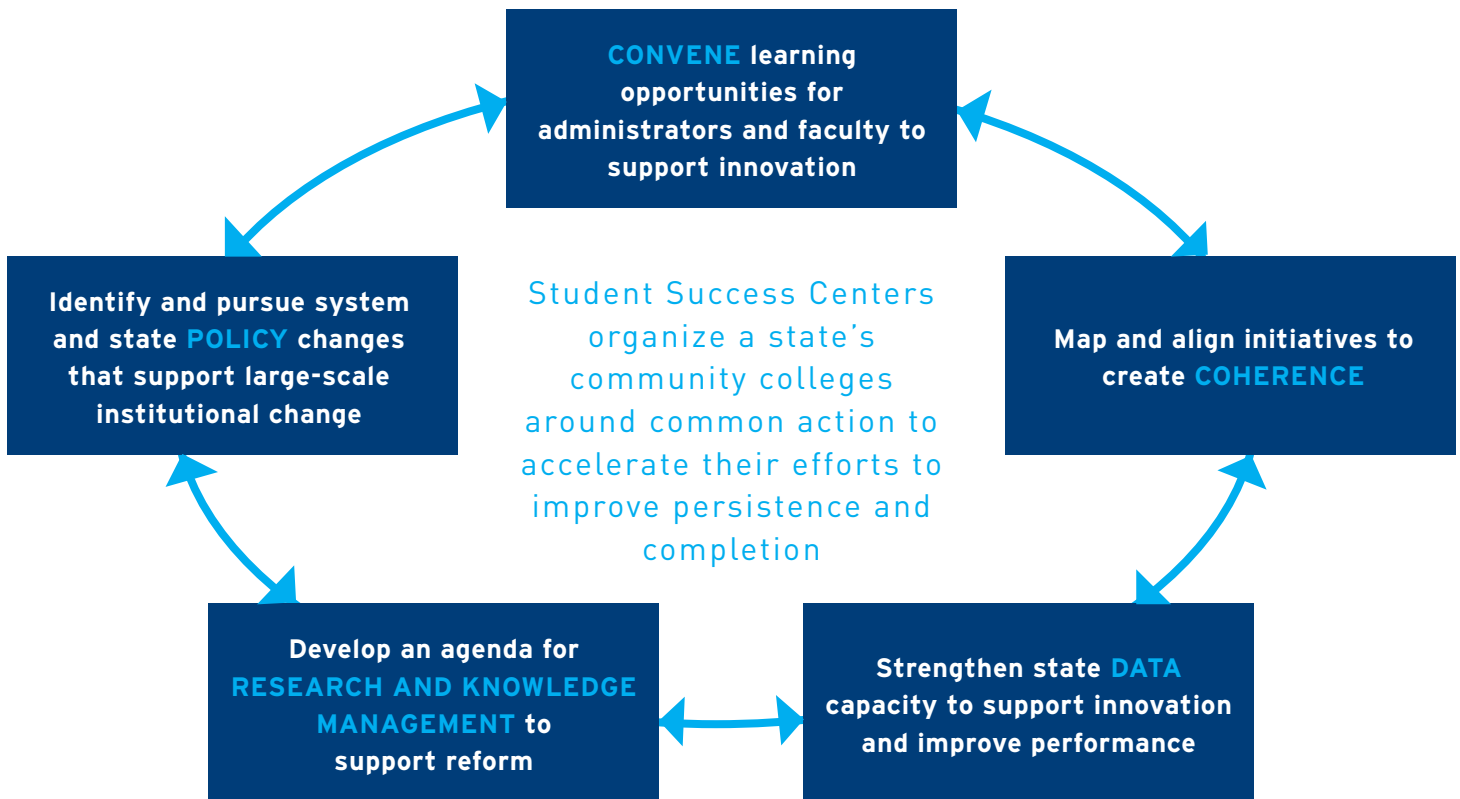 CONVENE learning
opportunities for
administrators and faculty to
support innovation
Identify and pursue system
and state POLICY changes
that support large-scale
institutional change
Student Success Centers
organize a state’s
community colleges
around common action to
accelerate their efforts to
improve persistence and
completion
Map and align initiatives to
create COHERENCE
Develop an agenda for
RESEARCH AND KNOWLEDGE
MANAGEMENT to
support reform
Strengthen state DATA
capacity to support innovation
and improve performance